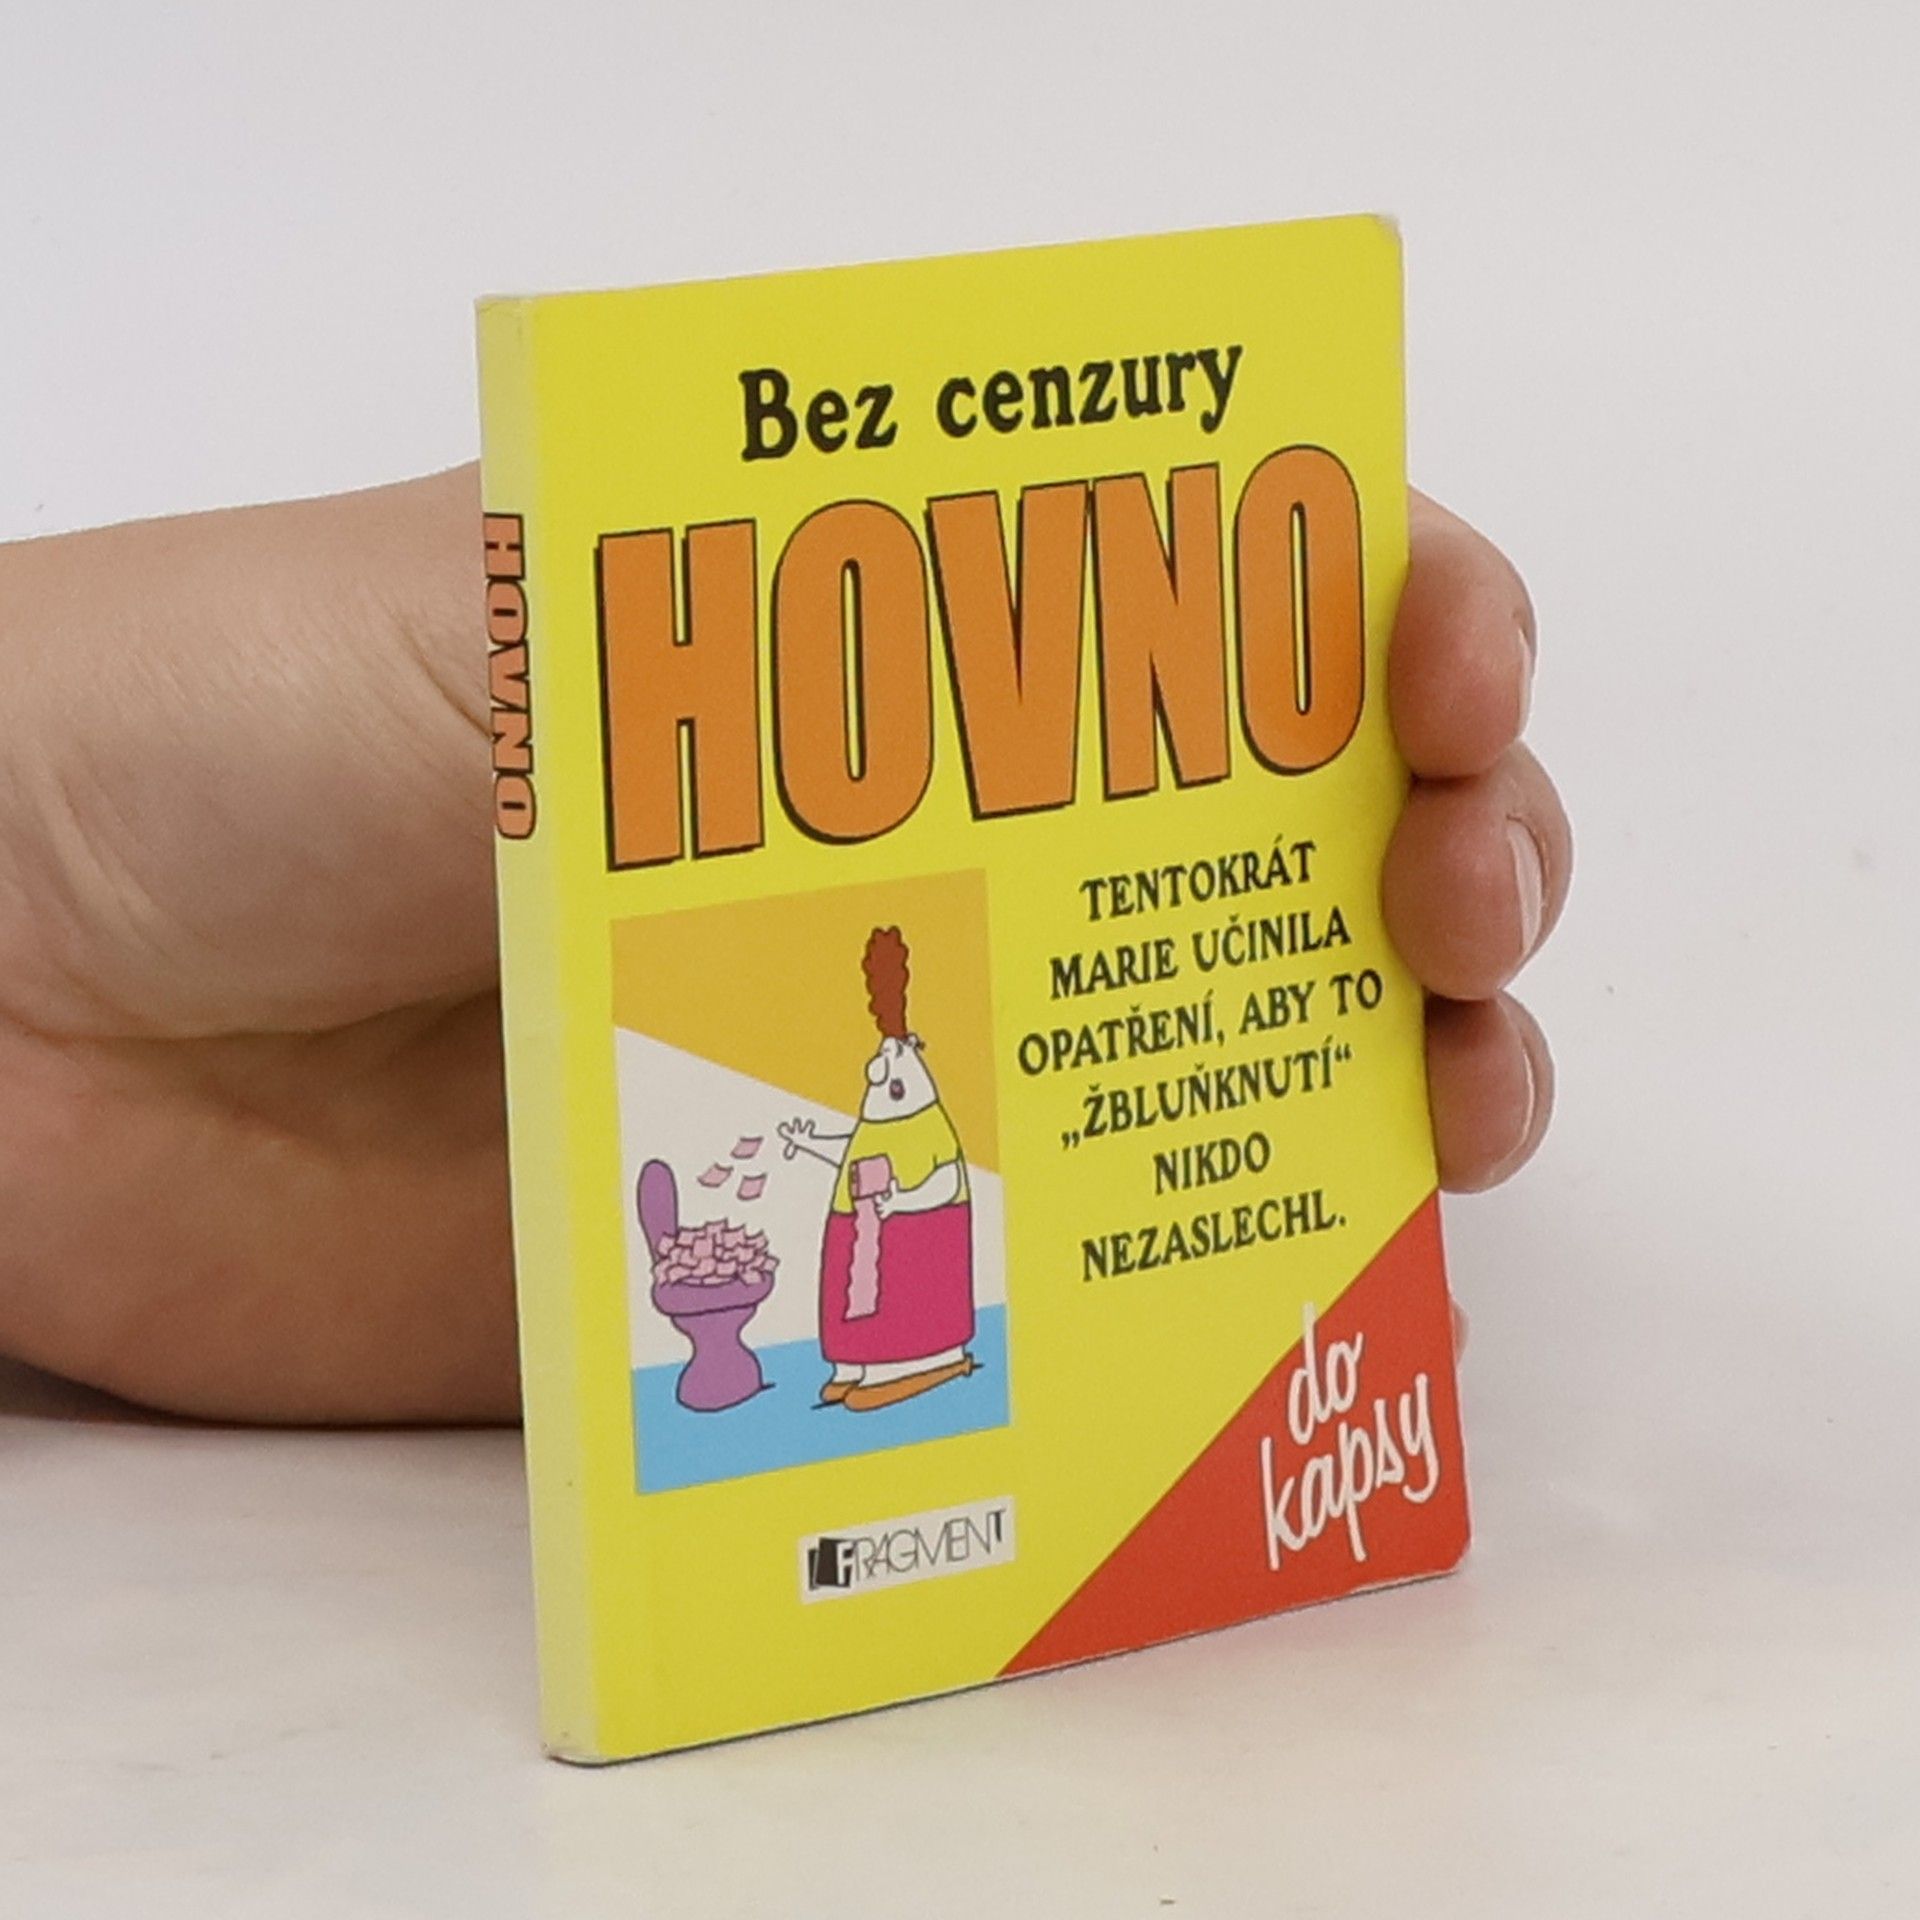 Bez cenzury
HOVNO
HOVNO
TENTOKRÁT
MARIE UČINILA
OPATŘENÍ, ABY TO
„ŽBLUŇKNUTÍ“
NIKDO
NEZASLECHL.
do
kapsy
FRAGMENT